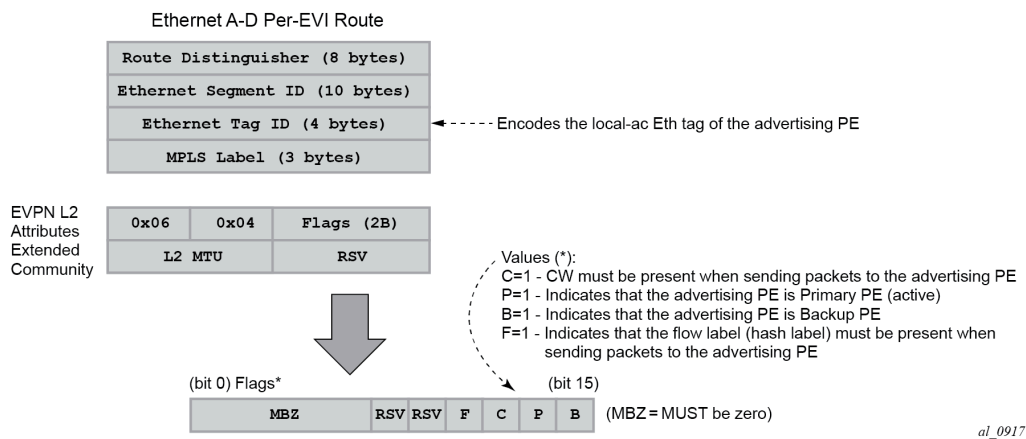 Ethernet A-D Per-EVI Route
Route Distinguisher (8 bytes)
Ethernet Segment ID (10 bytes)
Ethernet Tag ID (4 bytes)
Encodes the local-ac Eth tag of the advertising PE
MPLS Label (3 bytes)
EVPN L2
Attributes
Extended
Community
0x06 0x04 Flags (2B)
L2 MTU RSV
Values (*):
C=1 - CW must be present when sending packets to the advertising PE
P=1 - Indicates that the advertising PE is Primary PE (active)
B=1 - Indicates that the advertising PE is Backup PE
F=1 - Indicates that the flow label (hash label) must be present when
sending packets to the advertising PE
(bit 0) Flags* (bit 15)
MBZ RSV RSV F C P B (MBZ = MUST be zero)
al_0917